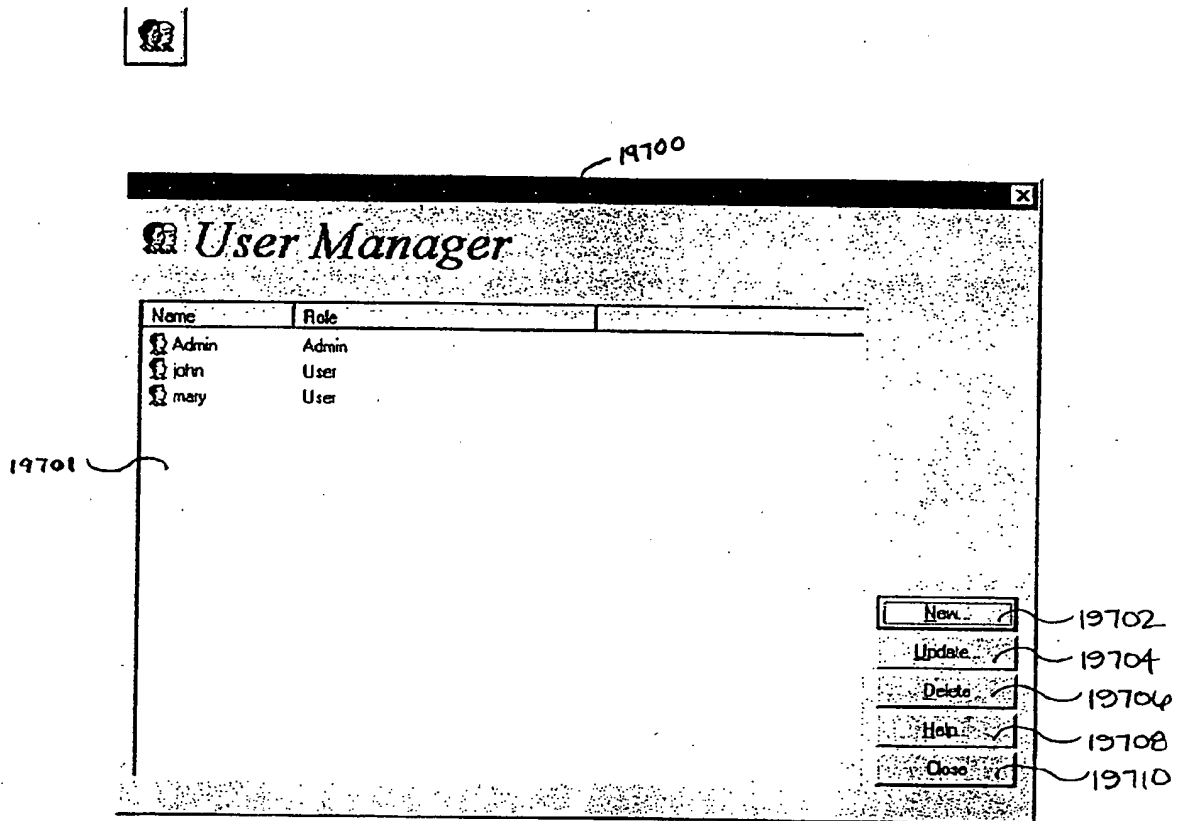 19700
User Manager
Name Role
Admin Admin
john User
mary User
19701
New... 19702
Update... 19704
Delete 19706
Help... 19708
Close 19710